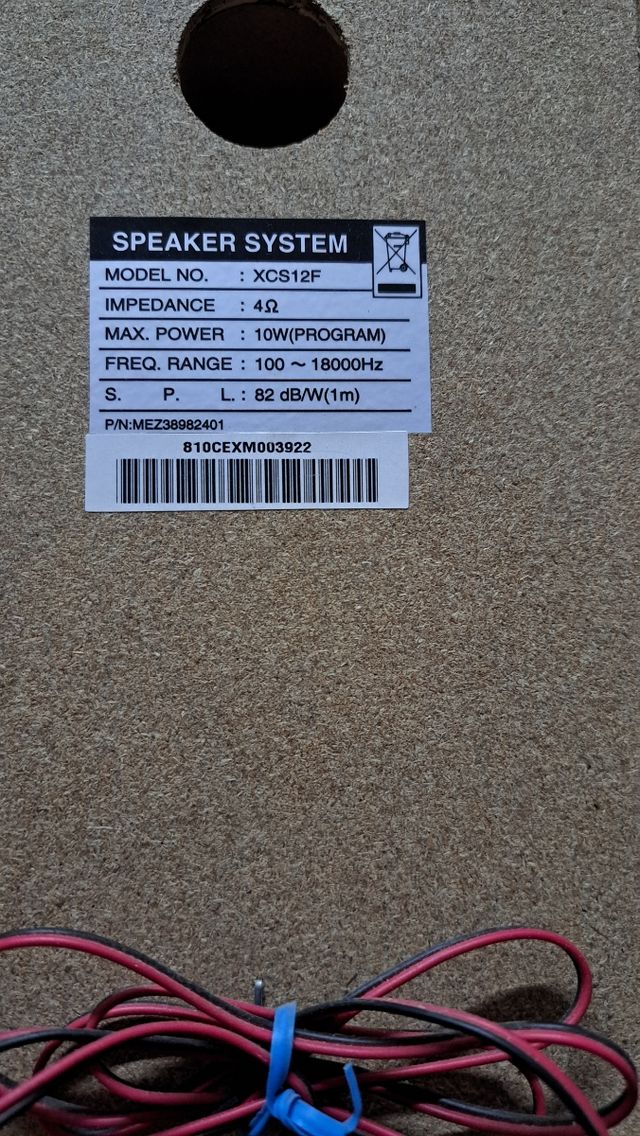 SPEAKER SYSTEM
MODEL NO. : XCS12F
IMPEDANCE : 4Ω
MAX. POWER : 10W(PROGRAM)
FREQ. RANGE : 100 ～ 18000Hz
S. P. L. : 82 dB/W(1m)
P/N:MEZ38982401
810CEXM003922